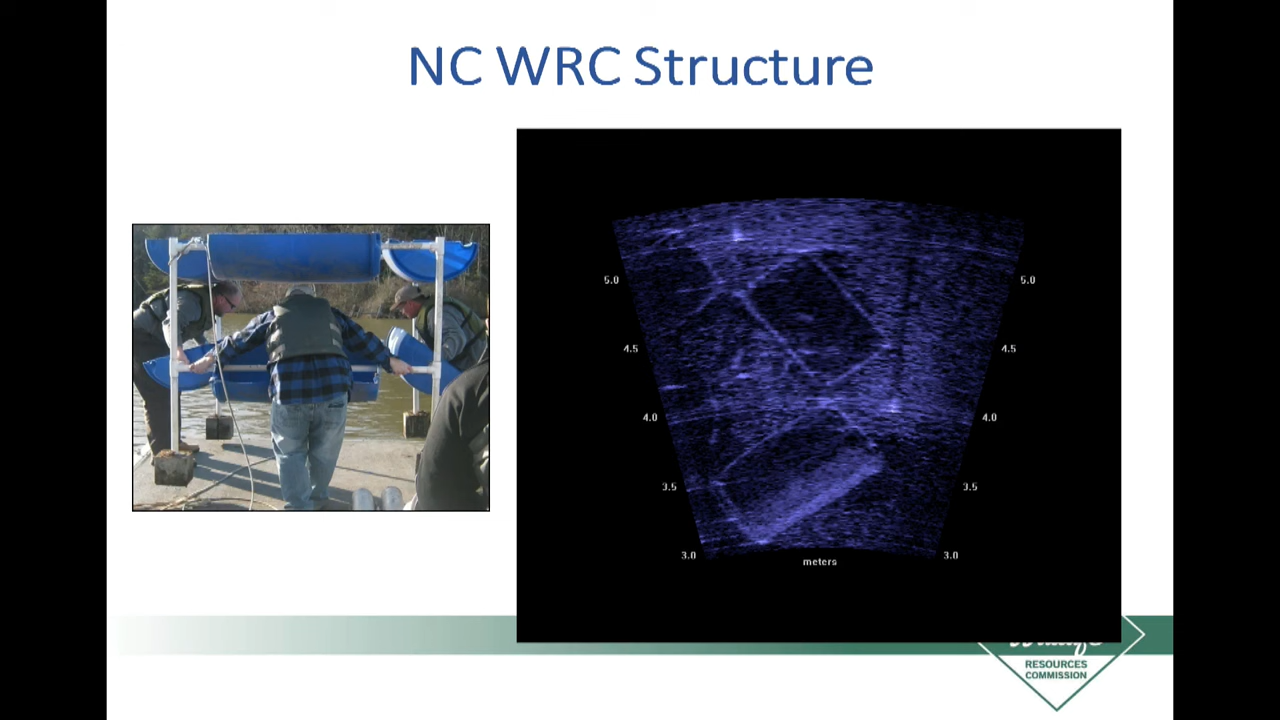 NC WRC Structure
5.0 5.0
4.5 4.5
4.0 4.0
3.5 3.5
3.0 3.0
meters
RESOURCES
COMMISSION